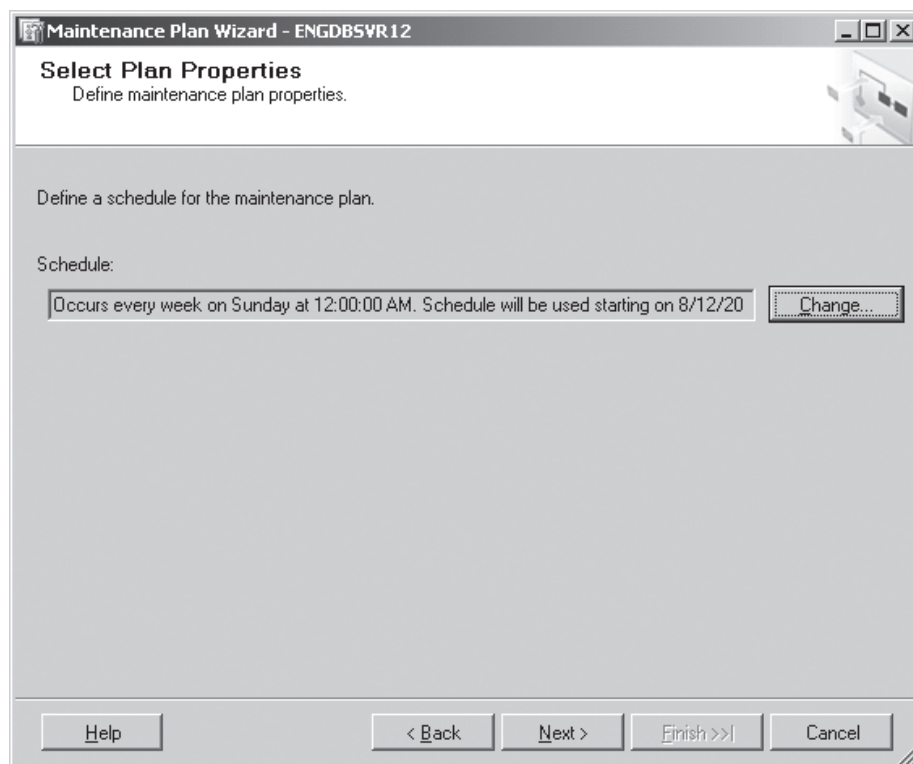 Maintenance Plan Wizard - ENGDBSVR12
Select Plan Properties
Define maintenance plan properties.
Define a schedule for the maintenance plan.
Schedule:
Occurs every week on Sunday at 12:00:00 AM. Schedule will be used starting on 8/12/20
Change...
Help
< Back
Next >
Finish >>|
Cancel